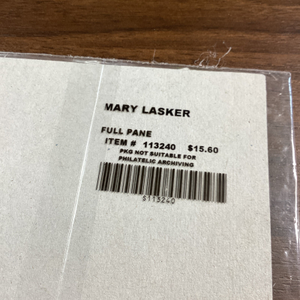 MARY LASKER
FULL PANE
ITEM # 113240 $15.60
PKG NOT SUITABLE FOR
PHILATELIC ARCHIVING
S113240